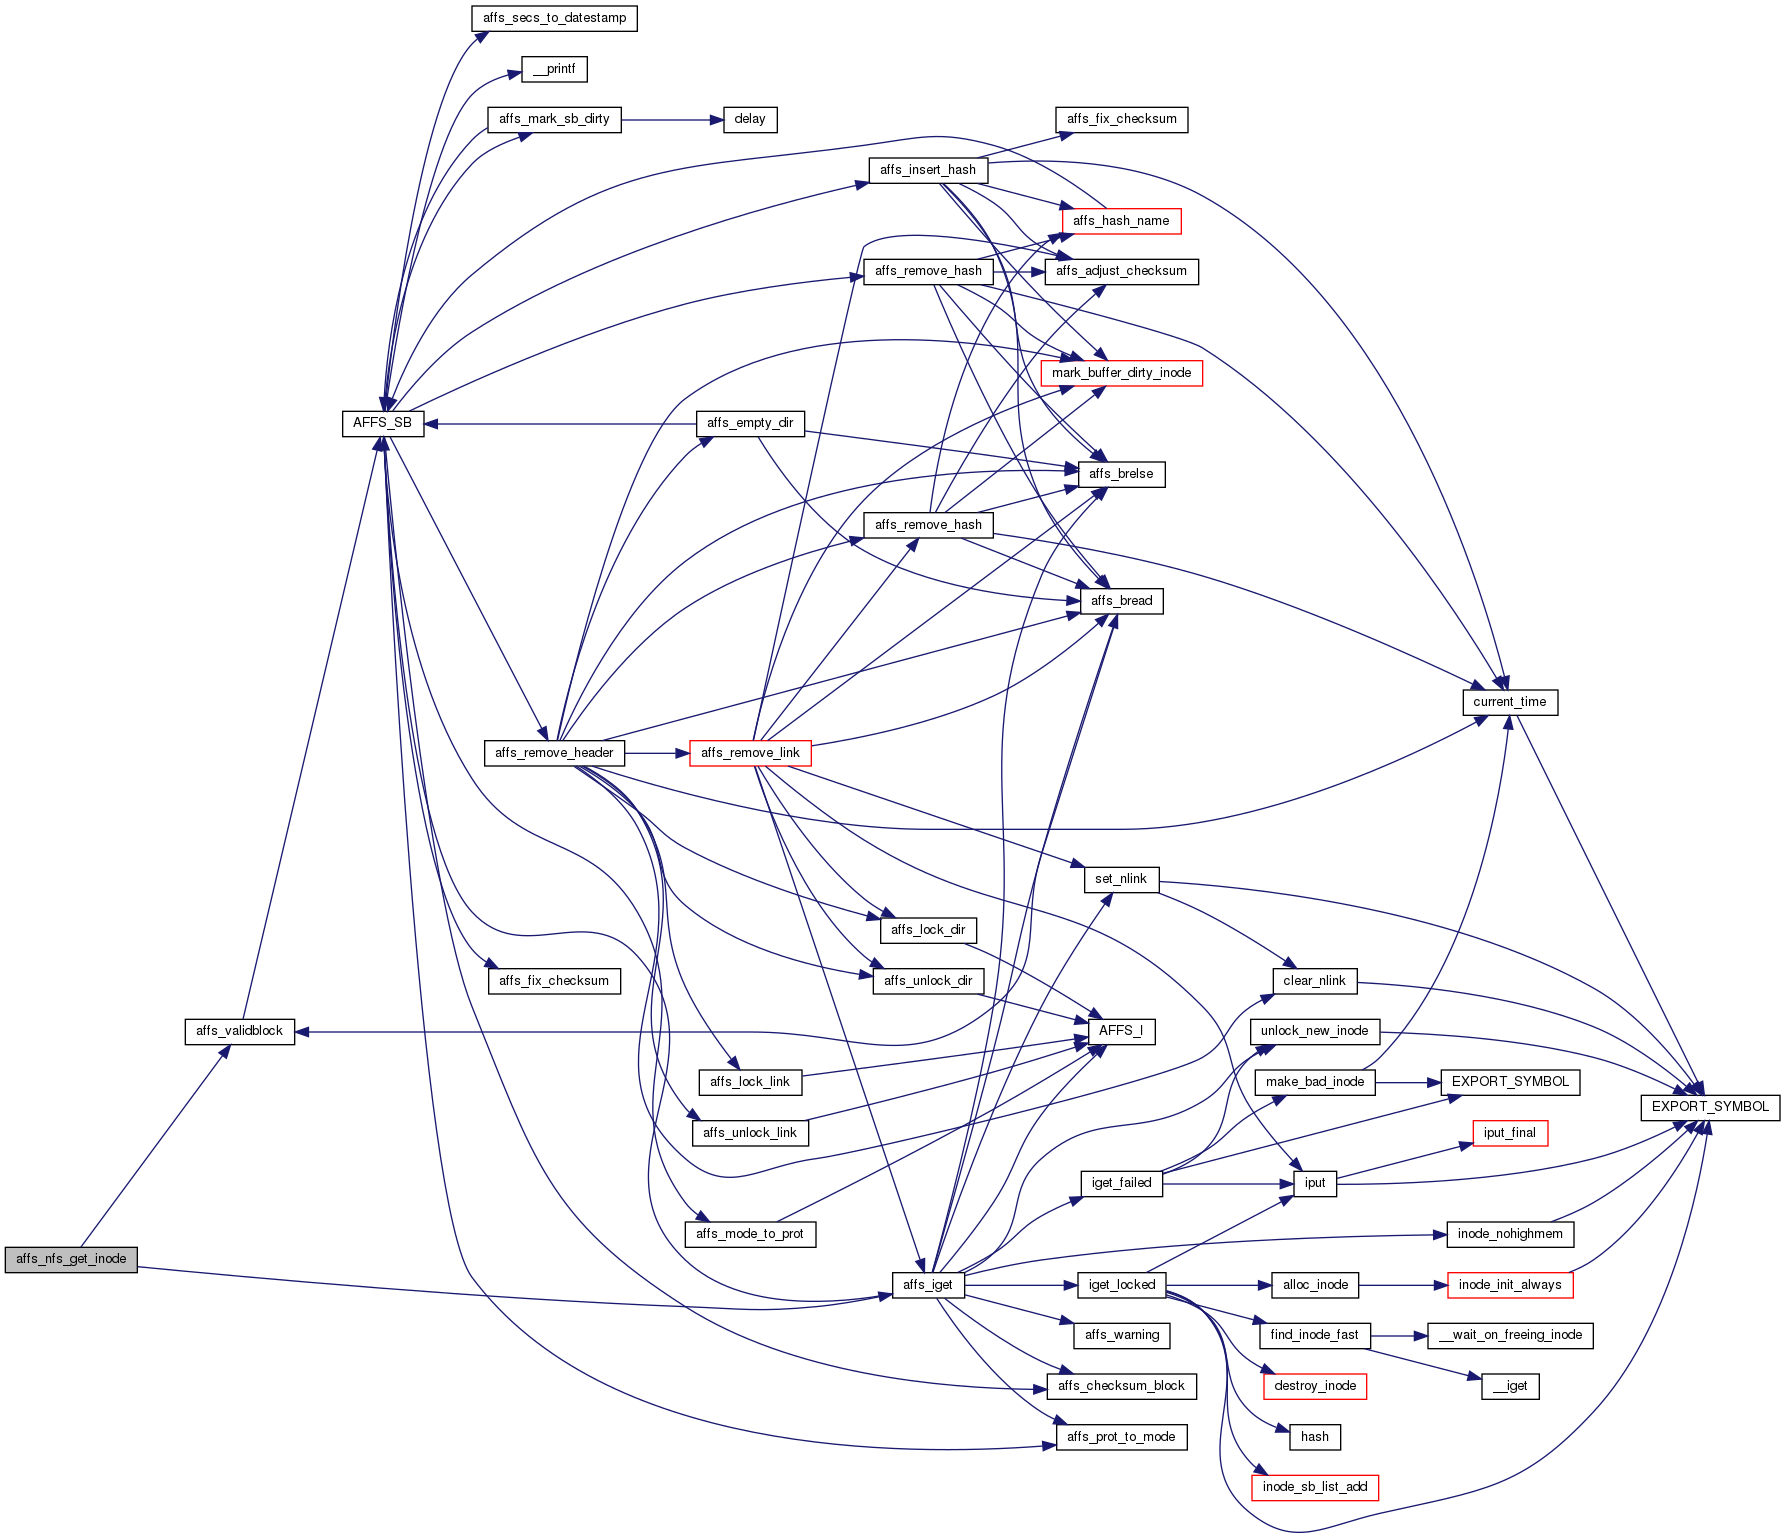 affs_secs_to_datestamp
__printf
affs_mark_sb_dirty
delay
affs_fix_checksum
affs_insert_hash
affs_hash_name
affs_remove_hash
affs_adjust_checksum
mark_buffer_dirty_inode
AFFS_SB
affs_empty_dir
affs_brelse
affs_remove_hash
affs_bread
current_time
affs_remove_header
affs_remove_link
set_nlink
affs_lock_dir
affs_fix_checksum
affs_unlock_dir
clear_nlink
affs_validblock
AFFS_I
unlock_new_inode
affs_lock_link
make_bad_inode
EXPORT_SYMBOL
EXPORT_SYMBOL
affs_unlock_link
iput_final
iget_failed
iput
affs_mode_to_prot
inode_nohighmem
affs_nfs_get_inode
affs_iget
iget_locked
alloc_inode
inode_init_always
affs_warning
find_inode_fast
__wait_on_freeing_inode
affs_checksum_block
destroy_inode
__iget
affs_prot_to_mode
hash
inode_sb_list_add